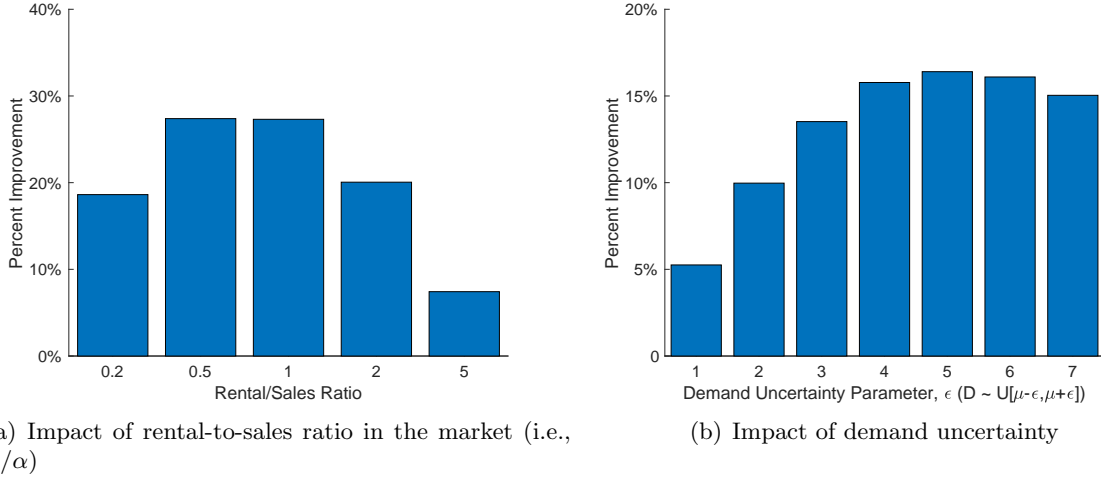 40%
30%
20%
10%
0%
Percent Improvement
0.2 0.5 1 2 5
Rental/Sales Ratio
a) Impact of rental-to-sales ratio in the market (i.e.,
/α)
20%
15%
10%
5%
0
Percent Improvement
1 2 3 4 5 6 7
Demand Uncertainty Parameter, ϵ (D ~ U[μ-ϵ,μ+ϵ])
(b) Impact of demand uncertainty